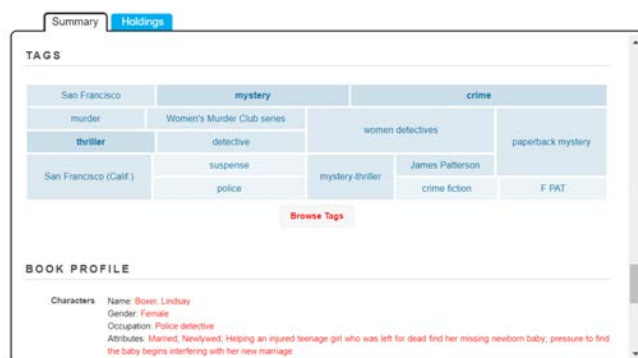 Summary Holdings
TAGS
San Francisco mystery crime
murder Women's Murder Club series women detectives paperback mystery
thriller detective
San Francisco (Calif.) suspense mystery-thriller James Patterson
police crime fiction F PAT
Browse Tags
BOOK PROFILE
Characters Name: Boxer, Lindsay
Gender: Female
Occupation: Police detective
Attributes: Married; Newlywed; Helping an injured teenage girl who was left for dead find her missing newborn baby; pressure to find
the baby begins interfering with her new marriage